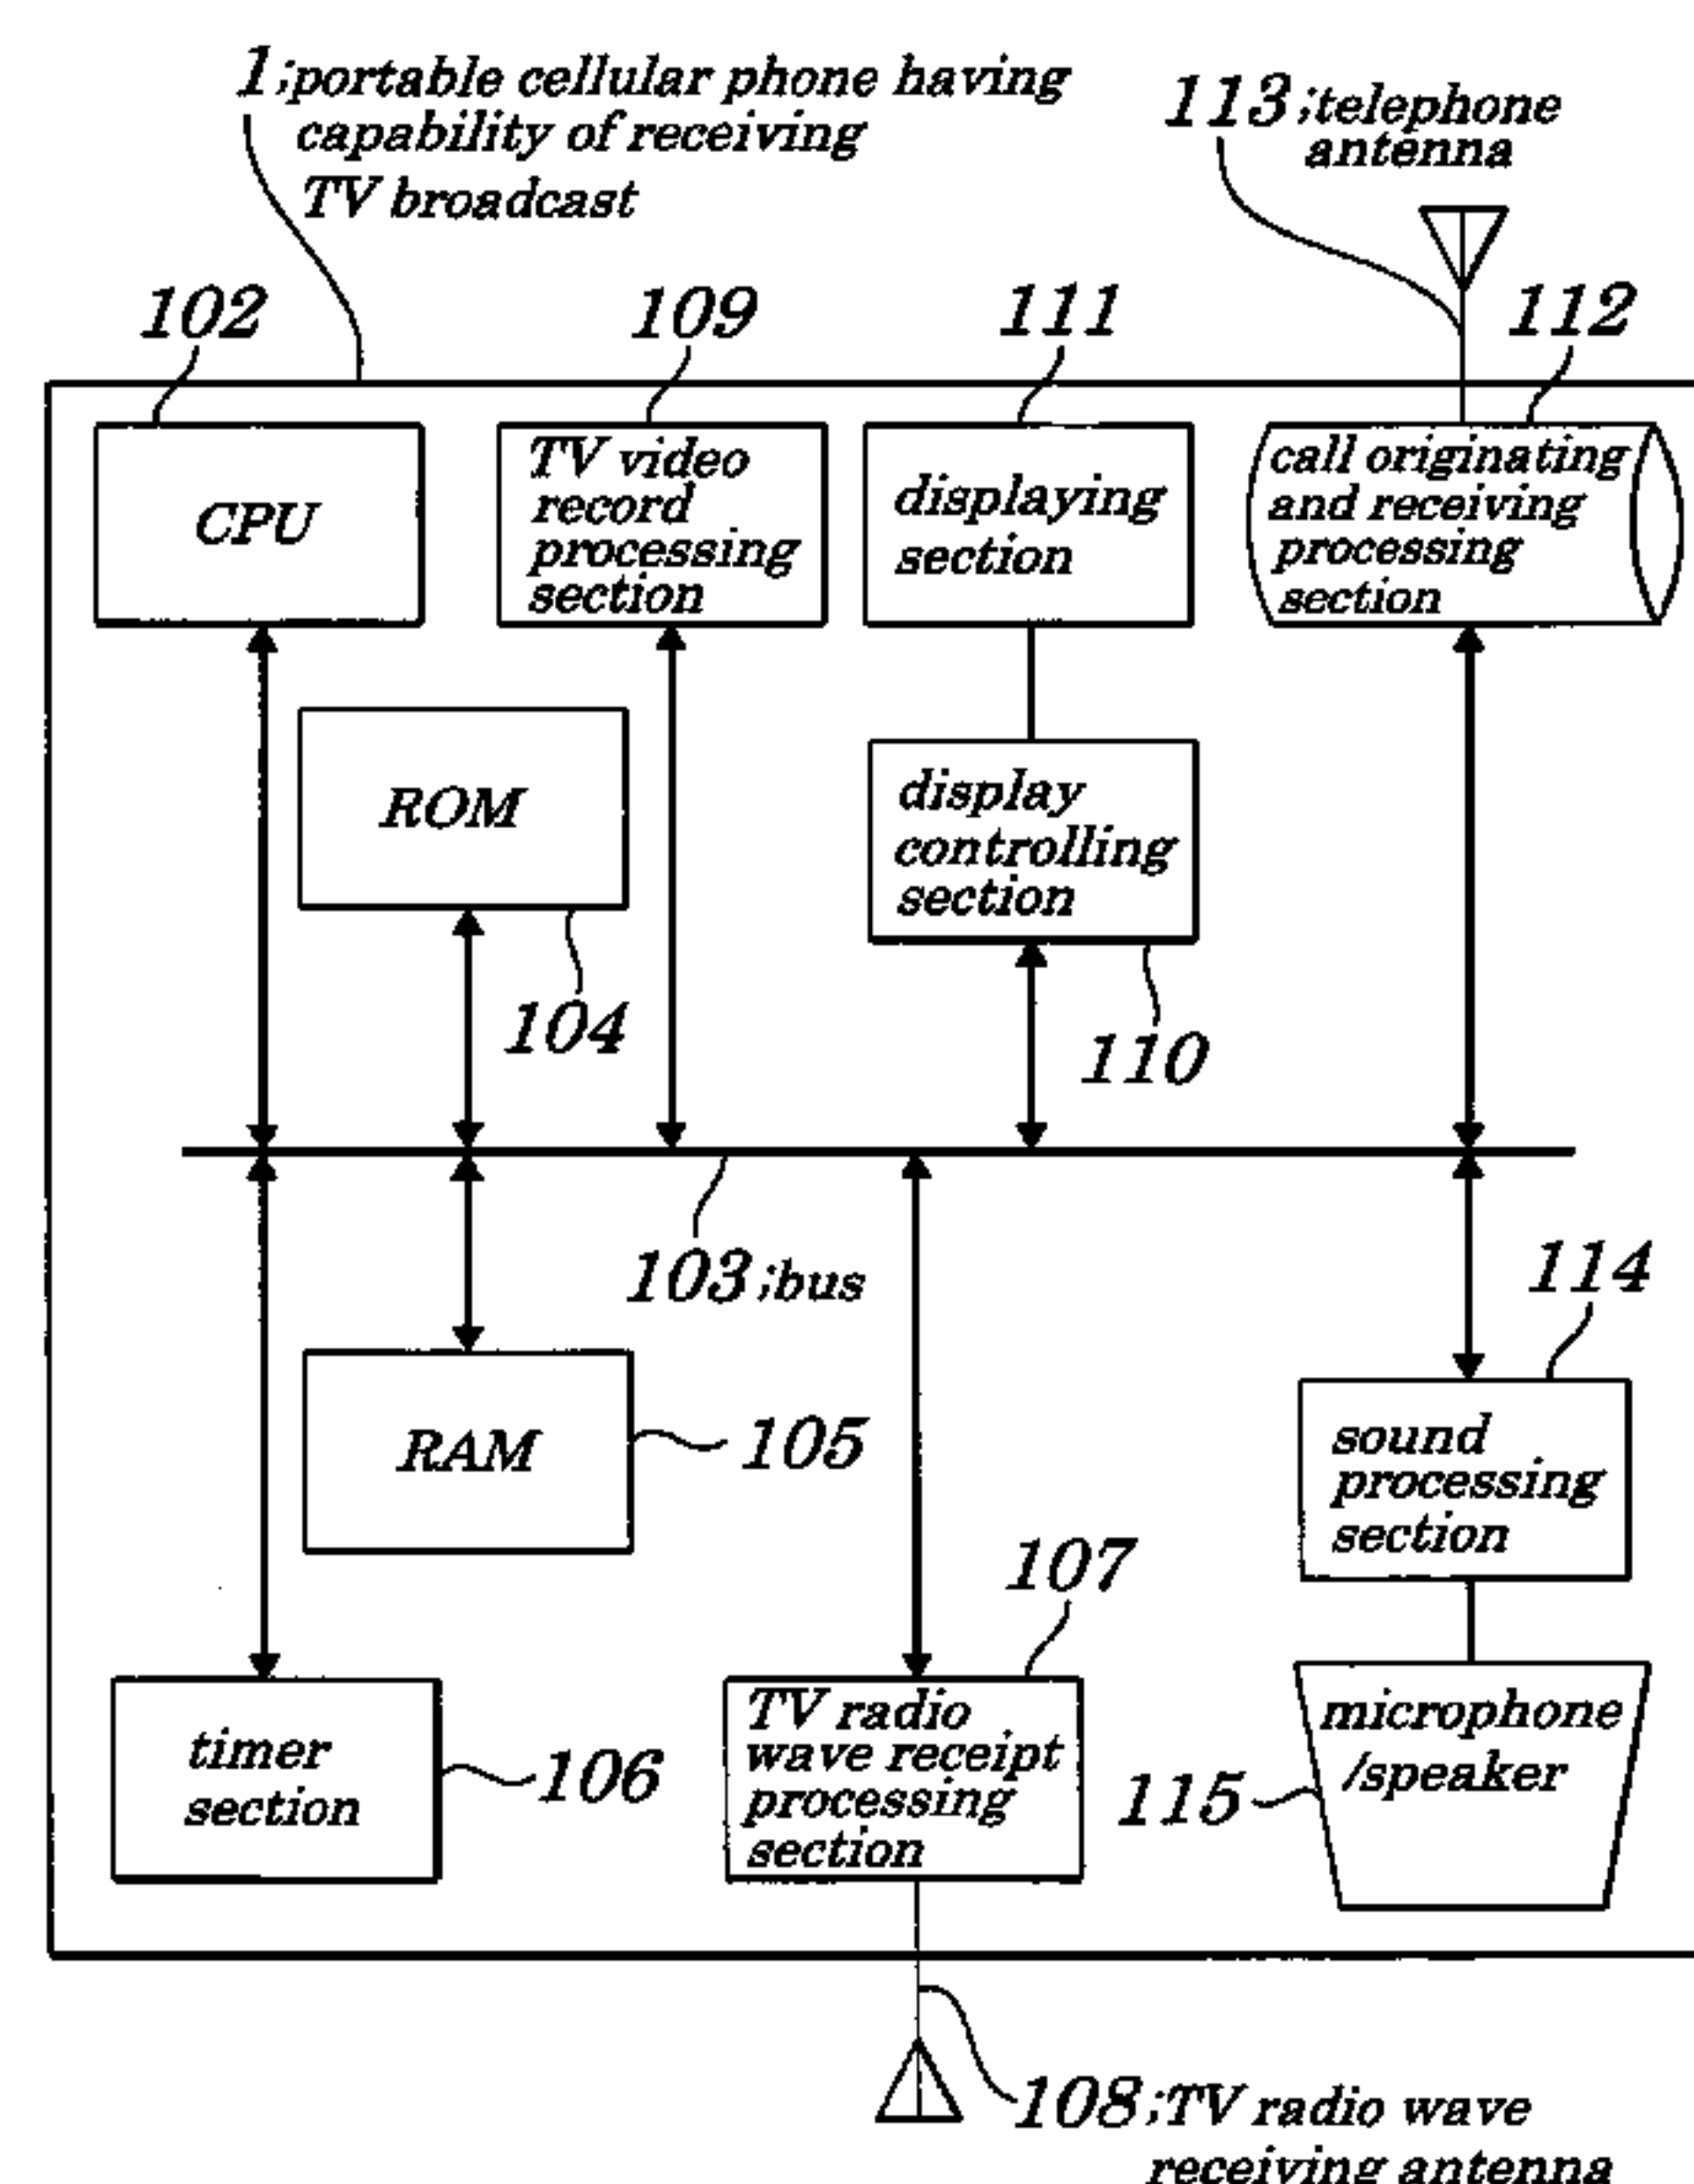 1;portable cellular phone having
capability of receiving
TV broadcast
113;telephone
antenna
102
109
111
112
CPU
TV video
record
processing
section
displaying
section
call originating
and receiving
processing
section
ROM
display
controlling
section
104
110
103;bus
114
RAM
105
sound
processing
section
107
timer
section
106
TV radio
wave receipt
processing
section
microphone
/speaker
115
108;TV radio wave
receiving antenna